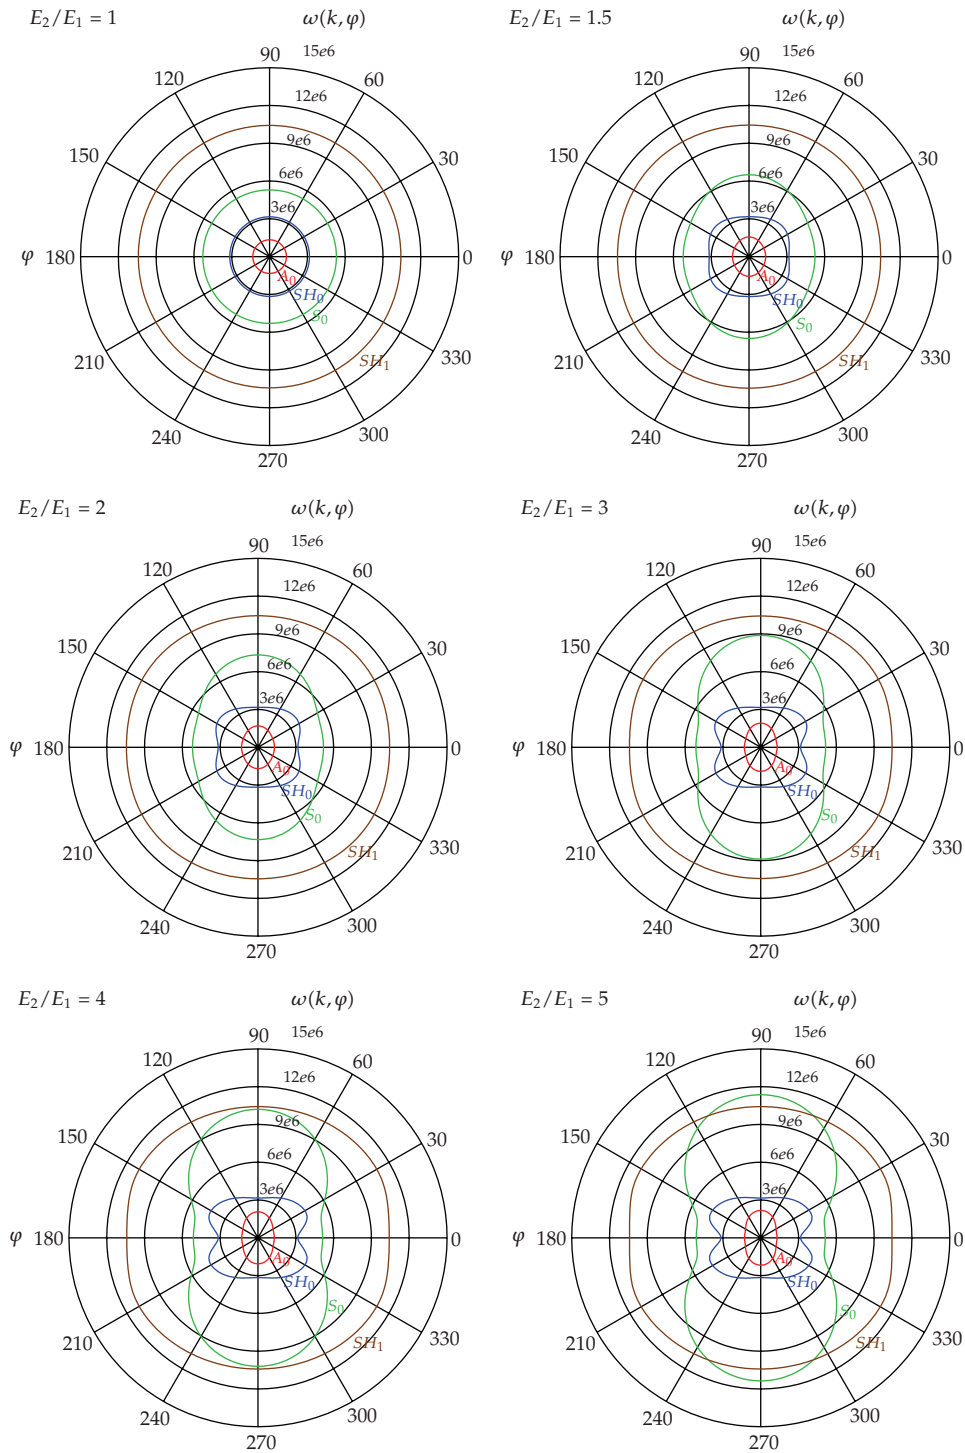 E₂/E₁ = 1
ω(k, φ)
90
15e6
120
60
12e6
150
9e6
30
6e6
3e6
φ 180
0
A₀
SH₀
S₀
210
SH₁
330
240
300
270
E₂/E₁ = 1.5
ω(k, φ)
90
15e6
120
60
12e6
150
9e6
30
6e6
3e6
φ 180
0
A₀
SH₀
S₀
210
SH₁
330
240
300
270
E₂/E₁ = 2
ω(k, φ)
90
15e6
120
60
12e6
150
9e6
30
6e6
3e6
φ 180
0
A₀
SH₀
S₀
210
SH₁
330
240
300
270
E₂/E₁ = 3
ω(k, φ)
90
15e6
120
60
12e6
150
9e6
30
6e6
3e6
φ 180
0
A₀
SH₀
S₀
210
SH₁
330
240
300
270
E₂/E₁ = 4
ω(k, φ)
90
15e6
120
60
12e6
150
9e6
30
6e6
3e6
φ 180
0
A₀
SH₀
S₀
210
SH₁
330
240
300
270
E₂/E₁ = 5
ω(k, φ)
90
15e6
120
60
12e6
150
9e6
30
6e6
3e6
φ 180
0
A₀
SH₀
S₀
210
SH₁
330
240
300
270